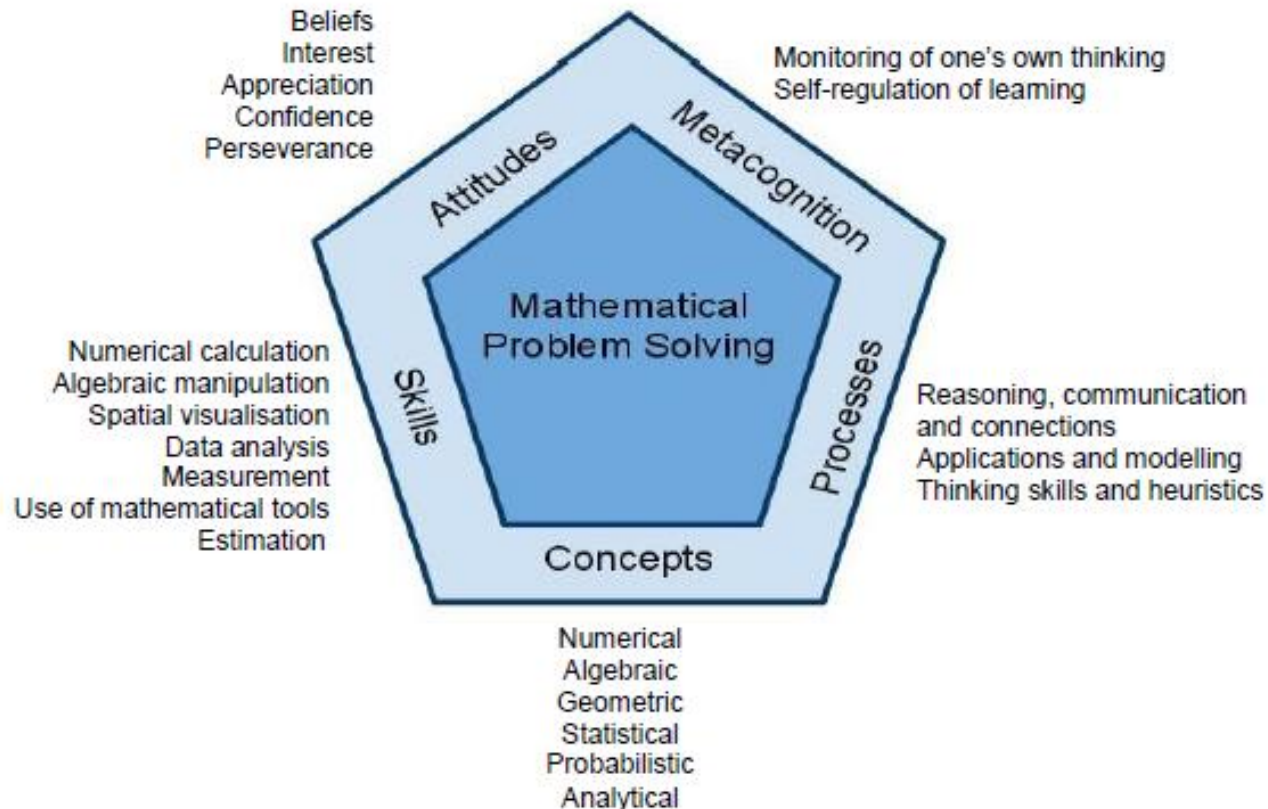 Beliefs
Interest
Appreciation
Confidence
Perseverance
Monitoring of one's own thinking
Self-regulation of learning
Attitudes
Metacognition
Mathematical
Problem Solving
Numerical calculation
Algebraic manipulation
Spatial visualisation
Data analysis
Measurement
Use of mathematical tools
Estimation
Skills
Processes
Reasoning, communication
and connections
Applications and modelling
Thinking skills and heuristics
Concepts
Numerical
Algebraic
Geometric
Statistical
Probabilistic
Analytical